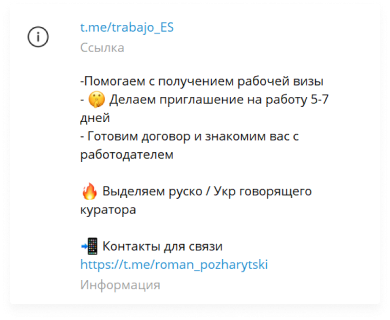 t.me/trabajo_ES
Ссылка
-Помогаем с получением рабочей визы
- 🤫 Делаем приглашение на работу 5-7
дней
- Готовим договор и знакомим вас с
работодателем
🔥 Выделяем руско / Укр говорящего
куратора
📲 Контакты для связи
https://t.me/roman_pozharytski
Информация